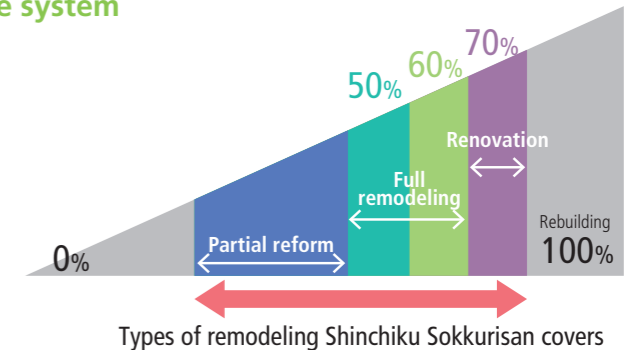 e system
70%
60%
50%
Renovation
Full
remodeling
Partial reform
Rebuilding
0%
100%
Types of remodeling Shinchiku Sokkurisan covers